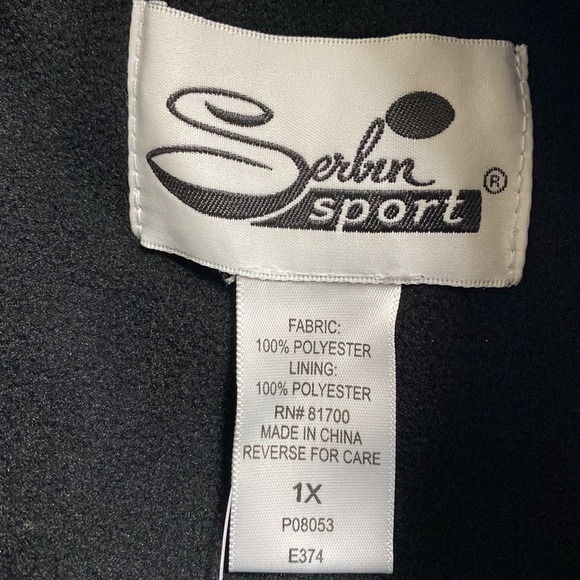 Serbin
sport ®
FABRIC:
100% POLYESTER
LINING:
100% POLYESTER
RN# 81700
MADE IN CHINA
REVERSE FOR CARE
1X
P08053
E374